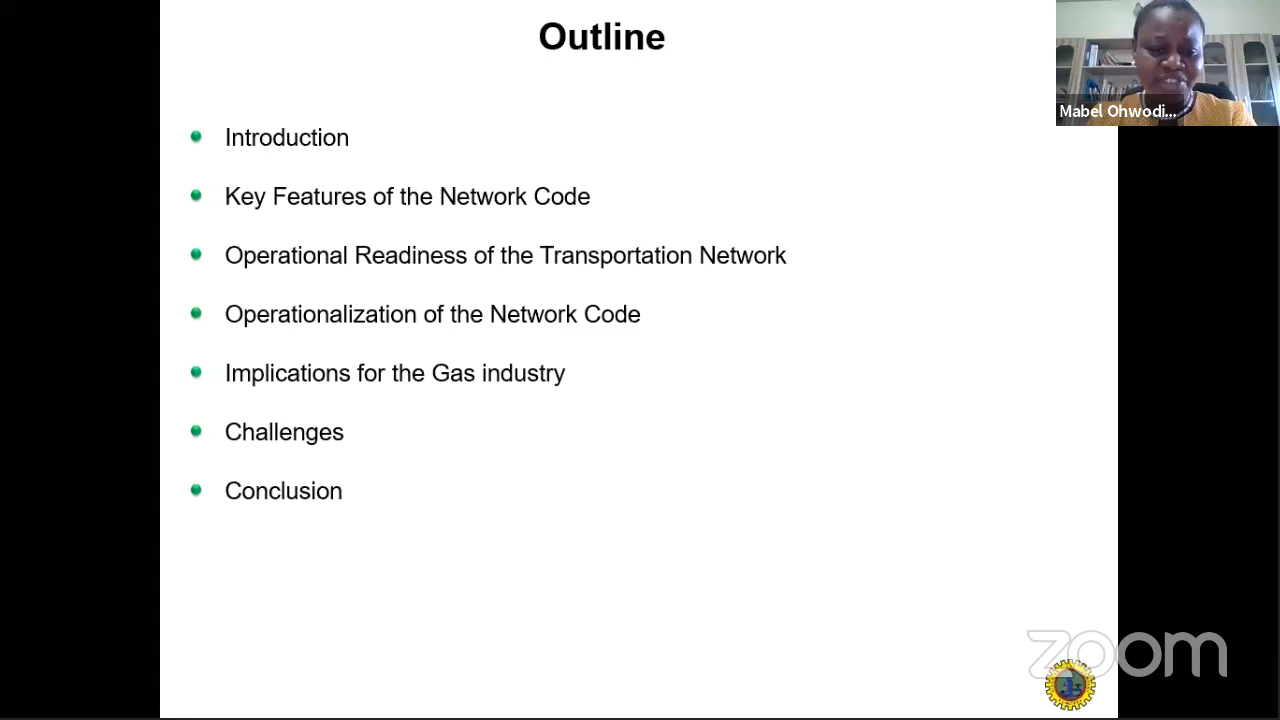 Outline
Mabel Ohwodi...
Introduction
Key Features of the Network Code
Operational Readiness of the Transportation Network
Operationalization of the Network Code
Implications for the Gas industry
Challenges
Conclusion
zoom